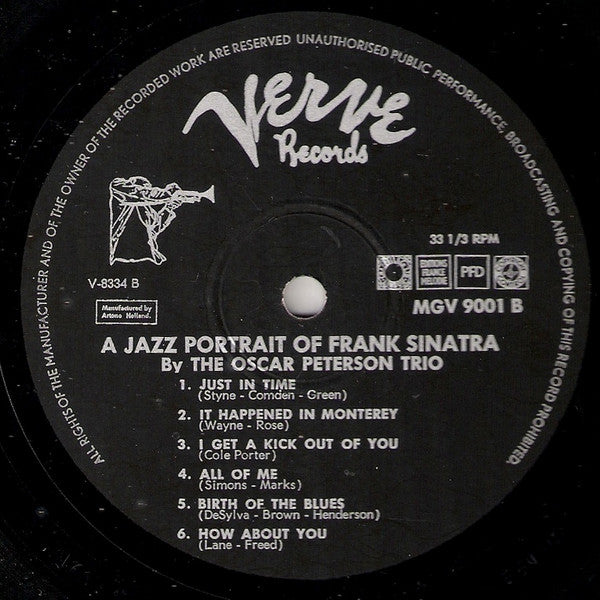 ALL RIGHTS OF THE MANUFACTURER AND OF THE OWNER OF THE RECORDED WORK ARE RESERVED UNAUTHORISED PUBLIC PERFORMANCE, BROADCASTING AND COPYING OF THIS RECORD PROHIBITED.
Verve
Records
33 1/3 RPM
V-8334 B
EDITIONS
FRANCE
MELODIE
PFD
Manufactured by
Artone Holland.
MGV 9001 B
A JAZZ PORTRAIT OF FRANK SINATRA
By THE OSCAR PETERSON TRIO
1. JUST IN TIME
(Styne - Comden - Green)
2. IT HAPPENED IN MONTEREY
(Wayne - Rose)
3. I GET A KICK OUT OF YOU
(Cole Porter)
4. ALL OF ME
(Simons - Marks)
5. BIRTH OF THE BLUES
(DeSylva - Brown - Henderson)
6. HOW ABOUT YOU
(Lane - Freed)